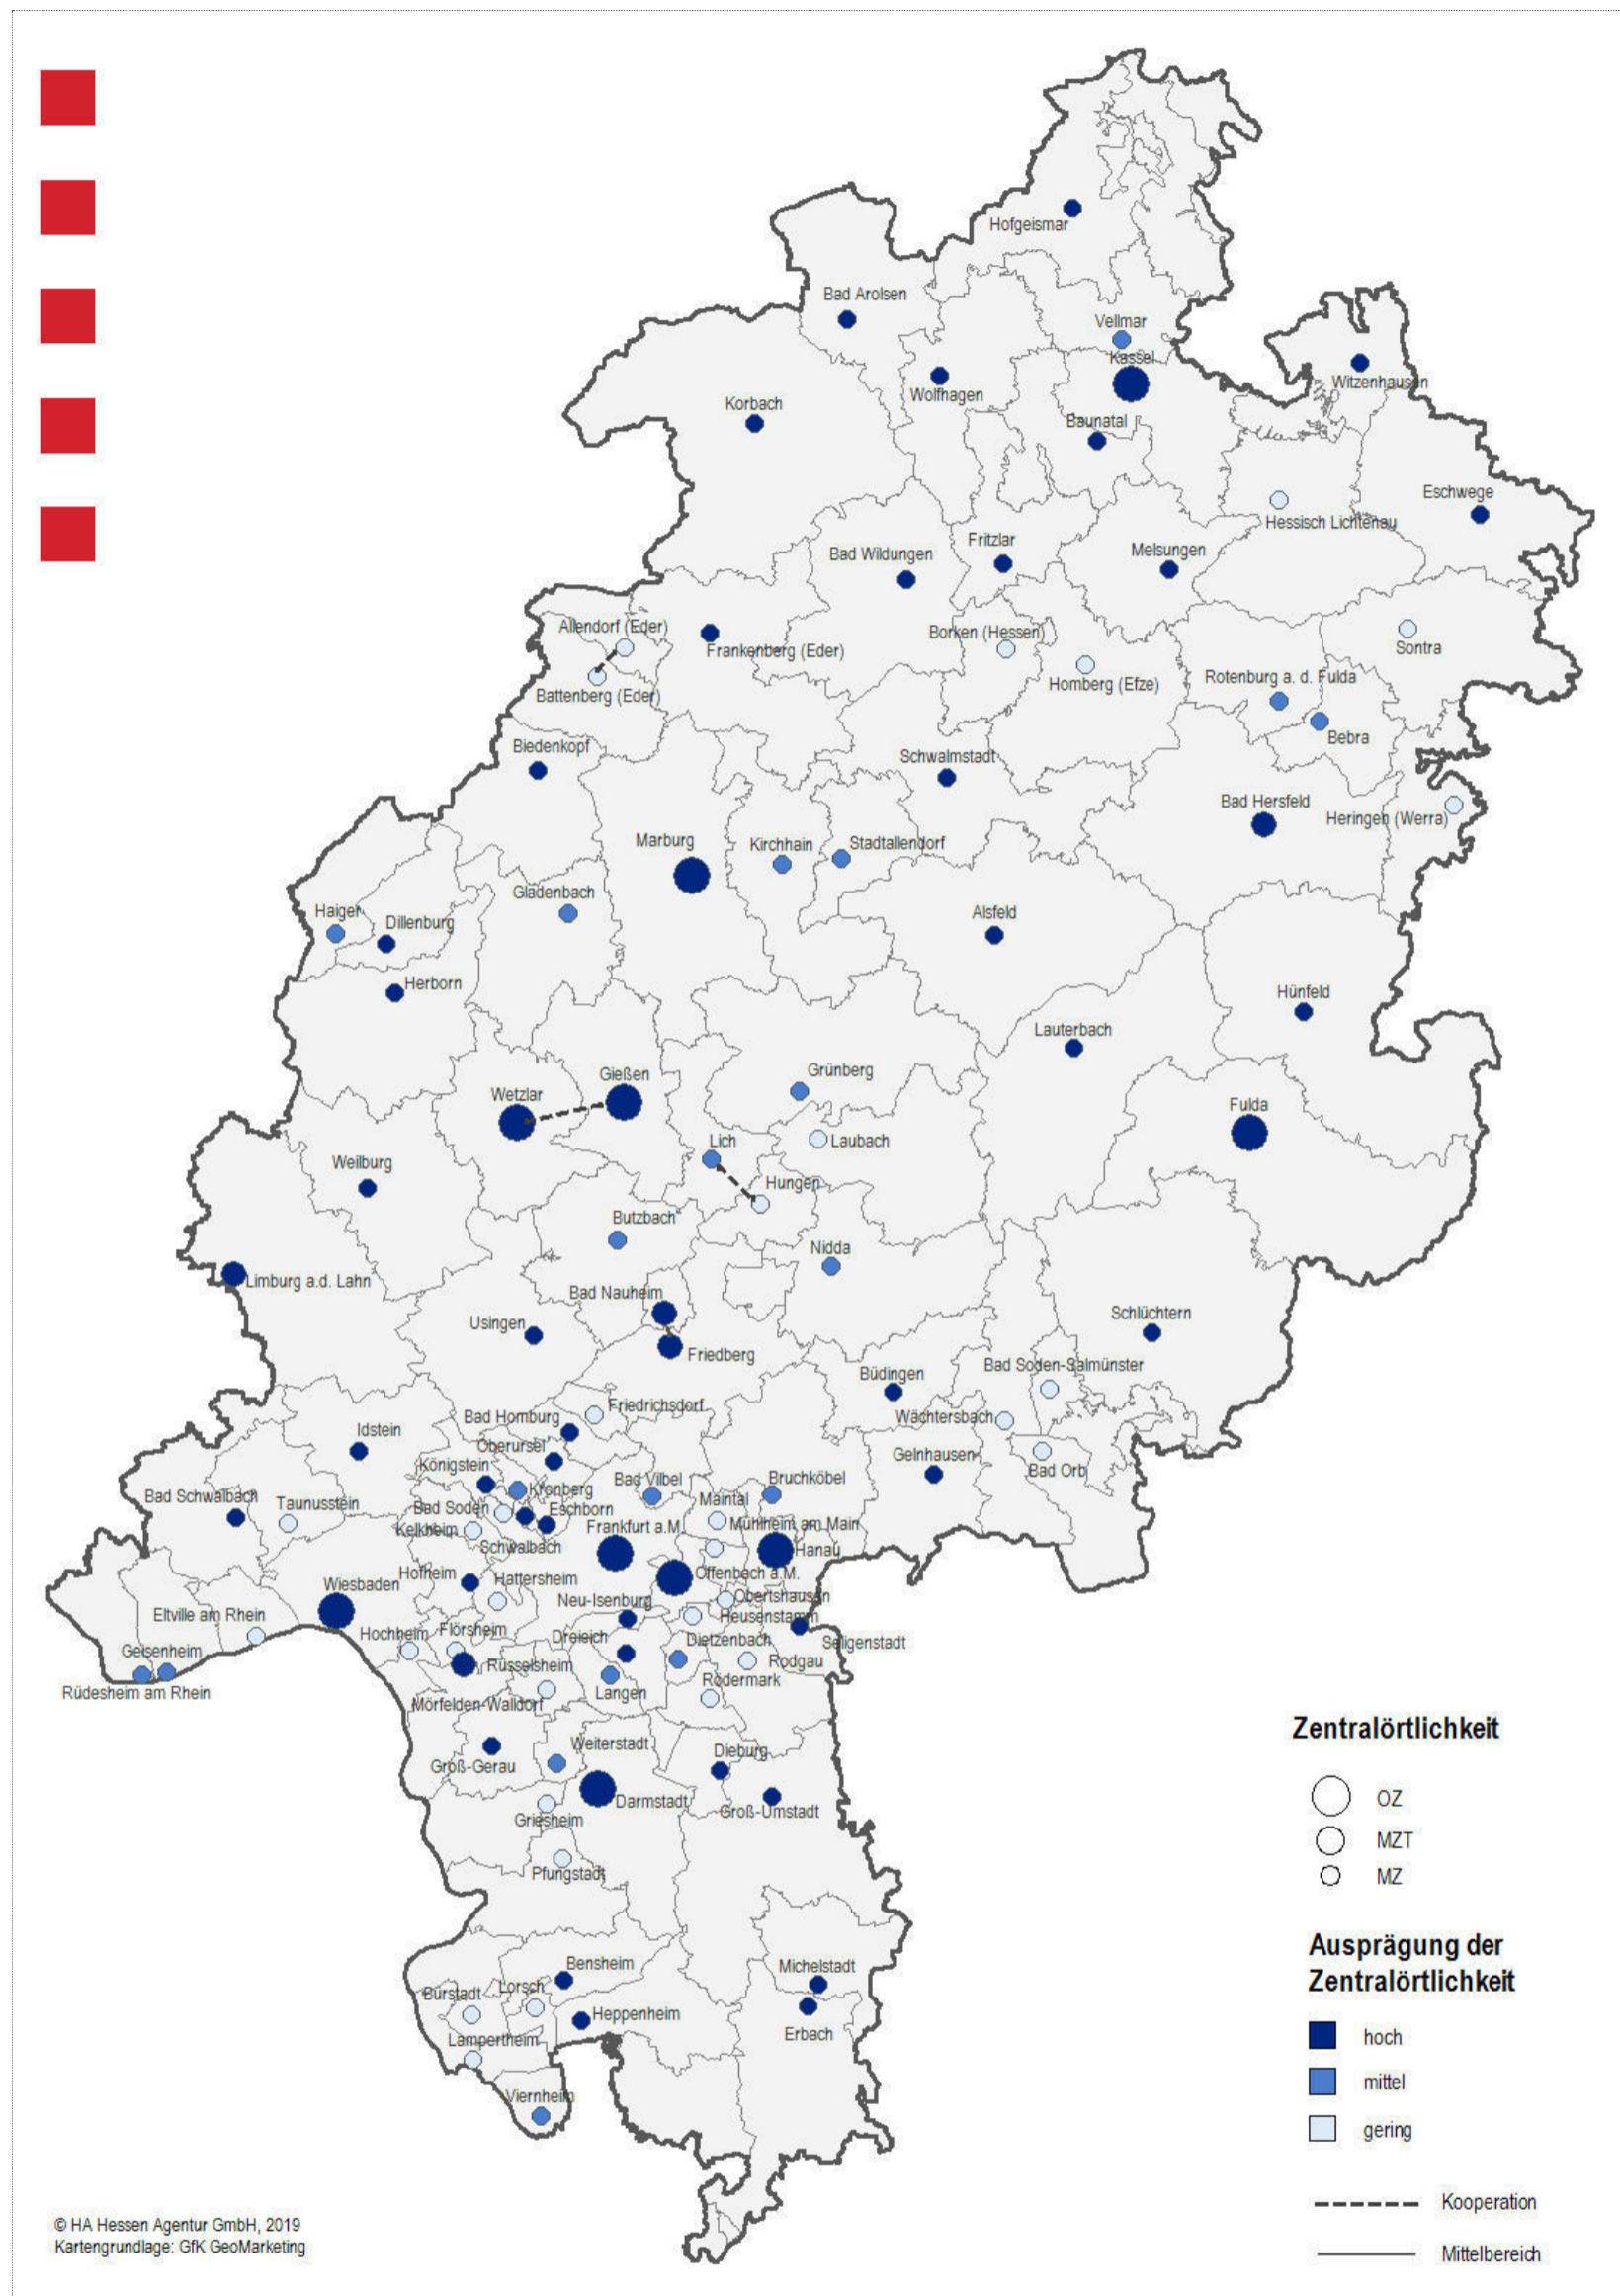 Hofgeismar
Bad Arolsen
Vellmar
Kassel
Witzenhausen
Wolfhagen
Korbach
Baunatal
Eschwege
Hessisch Lichtenau
Fritzlar
Melsungen
Bad Wildungen
Allendorf (Eder)
Borken (Hessen)
Frankenberg (Eder)
Sontra
Rotenburg a. d. Fulda
Homberg (Efze)
Battenberg (Eder)
Bebra
Biedenkopf
Schwalmstadt
Bad Hersfeld
Heringen (Werra)
Marburg
Kirchhain
Stadtallendorf
Gladenbach
Haiger
Dillenburg
Alsfeld
Herborn
Hünfeld
Lauterbach
Grünberg
Gießen
Wetzlar
Fulda
Lich
Laubach
Weilburg
Hungen
Butzbach
Nidda
Limburg a.d. Lahn
Bad Nauheim
Schlüchtern
Usingen
Friedberg
Bad Soden-Salmünster
Büdingen
Friedrichsdorf
Bad Homburg
Wächtersbach
Idstein
Oberursel
Gelnhausen
Königstein
Bad Orb
Bad Vilbel
Bruchköbel
Kronberg
Bad Schwalbach
Taunusstein
Bad Soden
Eschborn
Maintal
Kelkheim
Frankfurt a.M.
Mühlheim am Main
Schwalbach
Hanau
Hofheim
Hattersheim
Offenbach a.M.
Wiesbaden
Neu-Isenburg
Obertshausen
Eltville am Rhein
Heusenstamm
Hochheim
Flörsheim
Dreieich
Dietzenbach
Seligenstadt
Geisenheim
Rüsselsheim
Rodgau
Rödermark
Rüdesheim am Rhein
Langen
Mörfelden-Walldorf
Weiterstadt
Dieburg
Groß-Gerau
Darmstadt
Groß-Umstadt
Griesheim
Pfungstadt
Bensheim
Michelstadt
Bürstadt
Lorsch
Heppenheim
Erbach
Lampertheim
Viernheim
Zentralörtlichkeit
OZ
MZT
MZ
Ausprägung der
Zentralörtlichkeit
hoch
mittel
gering
Kooperation
Mittelbereich
© HA Hessen Agentur GmbH, 2019
Kartengrundlage: GfK GeoMarketing